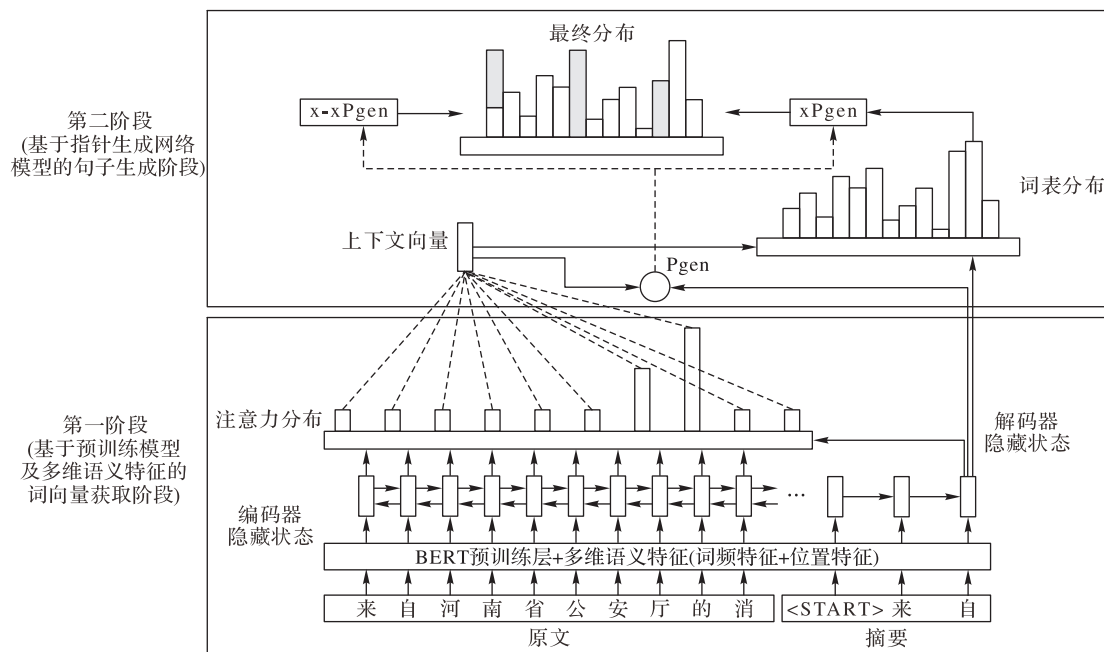 最终分布
x-xPgen
xPgen
第二阶段
(基于指针生成网络
模型的句子生成阶段)
词表分布
上下文向量
Pgen
注意力分布
第一阶段
(基于预训练模型
及多维语义特征的
词向量获取阶段)
解码器
隐藏状态
编码器
隐藏状态
...
BERT预训练层+多维语义特征(词频特征+位置特征)
来 自 河 南 省 公 安 厅 的 消
<START> 来 自
原文
摘要